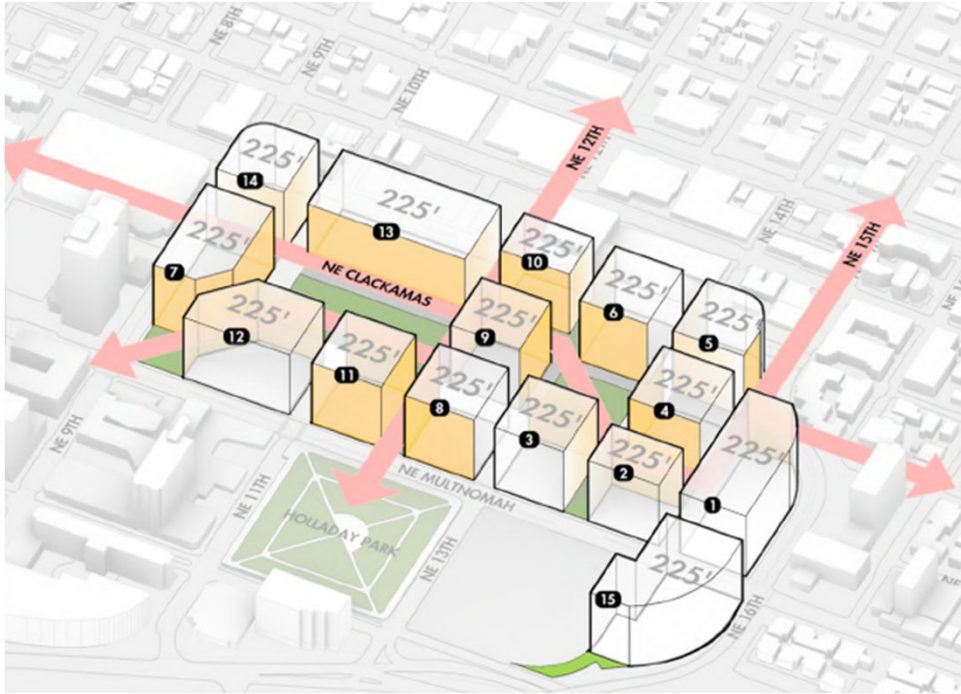 NE 8TH
NE 9TH
NE 10TH
NE 12TH
NE 14TH
NE 15TH
225'
14
225'
13
225'
7
225'
10
225'
6
225'
5
NE CLACKAMAS
225'
12
225'
9
225'
11
225'
8
225'
3
225'
4
225'
2
225'
1
225'
15
NE 9TH
NE 11TH
NE MULTNOMAH
HOLLADAY PARK
NE 13TH
NE 16TH